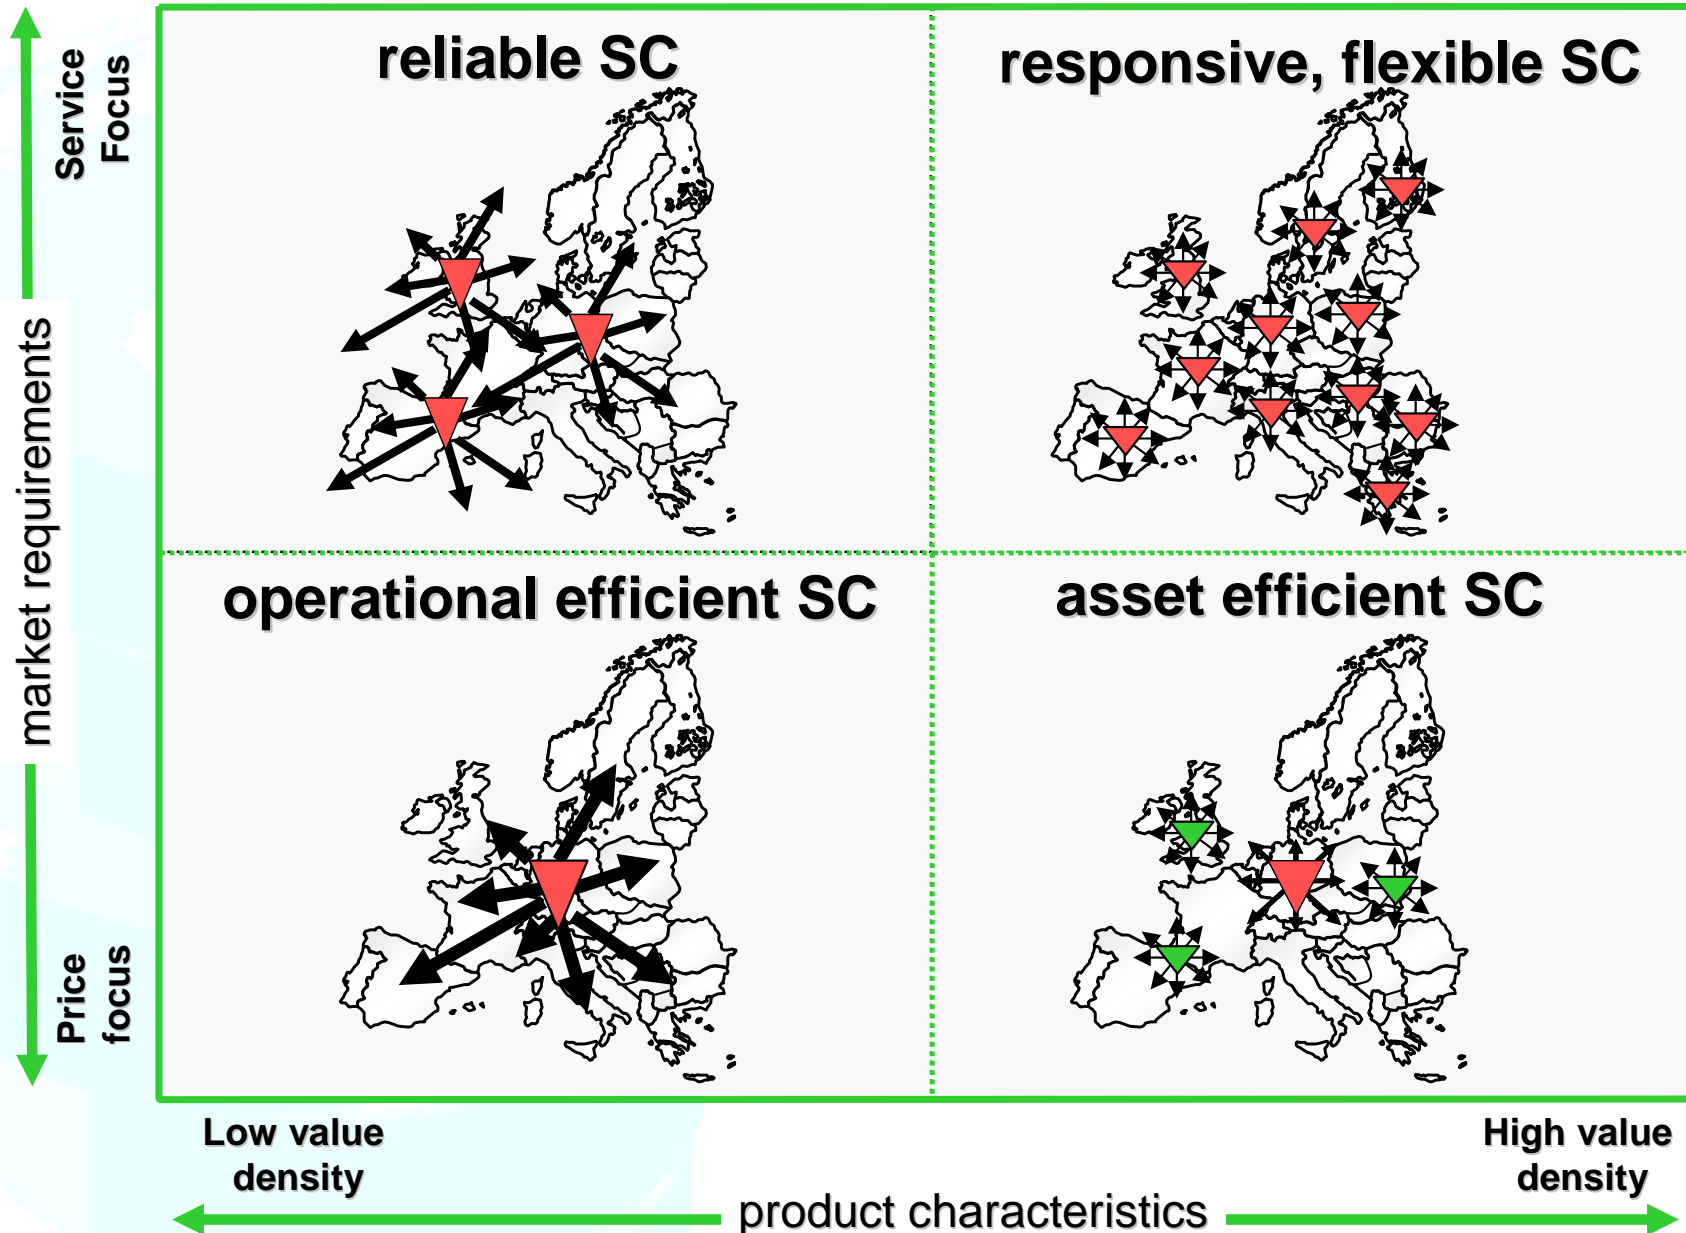 reliable SC
responsive, flexible SC
Service
Focus
market requirements
operational efficient SC
asset efficient SC
Price
focus
Low value
density
High value
density
product characteristics